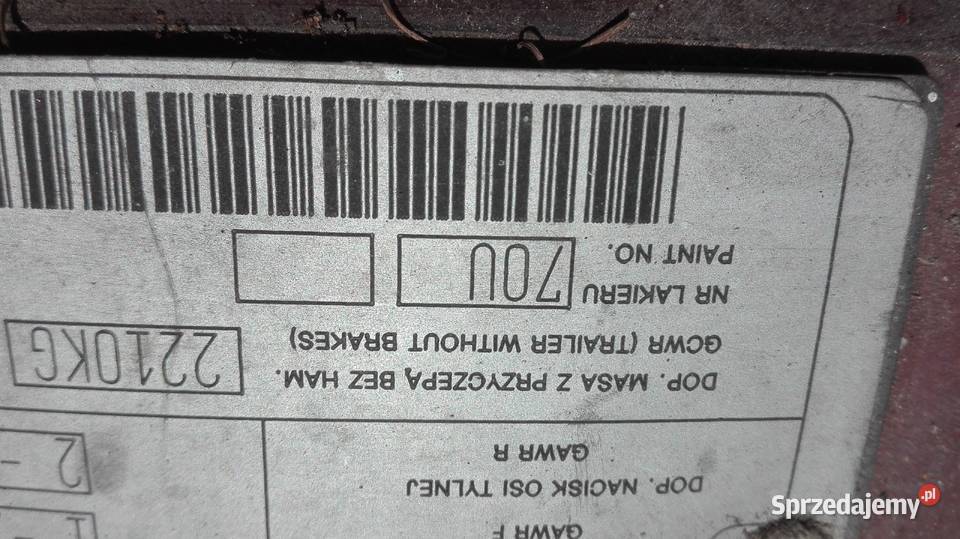 GAWR F 1
DOP. NACISK OSI TYLNEJ
GAWR R 2 -
DOP. MASA Z PRZYCZEPĄ BEZ HAM.
GCWR (TRAILER WITHOUT BRAKES) 2210KG
NR LAKIERU 70U
PAINT NO.
Sprzedajemy.pl